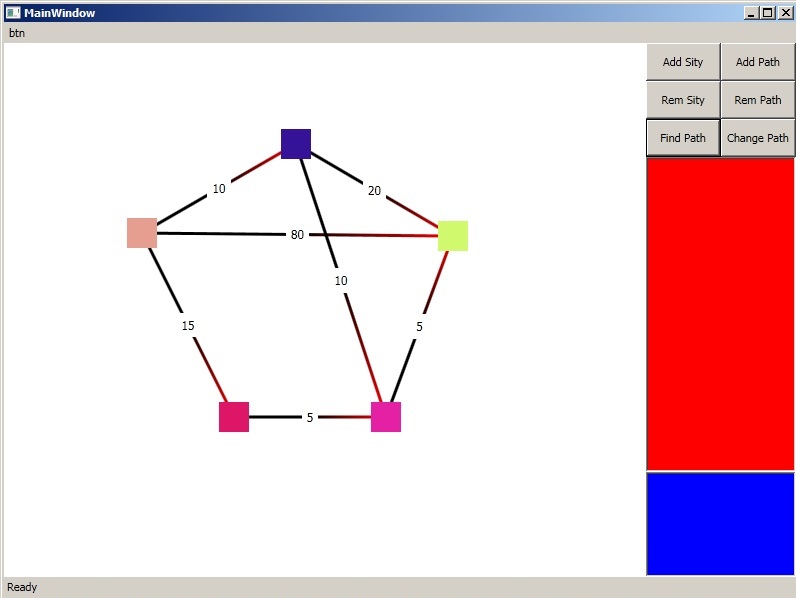 MainWindow
btn
Add Sity
Add Path
Rem Sity
Rem Path
Find Path
Change Path
10
20
80
10
15
5
5
Ready